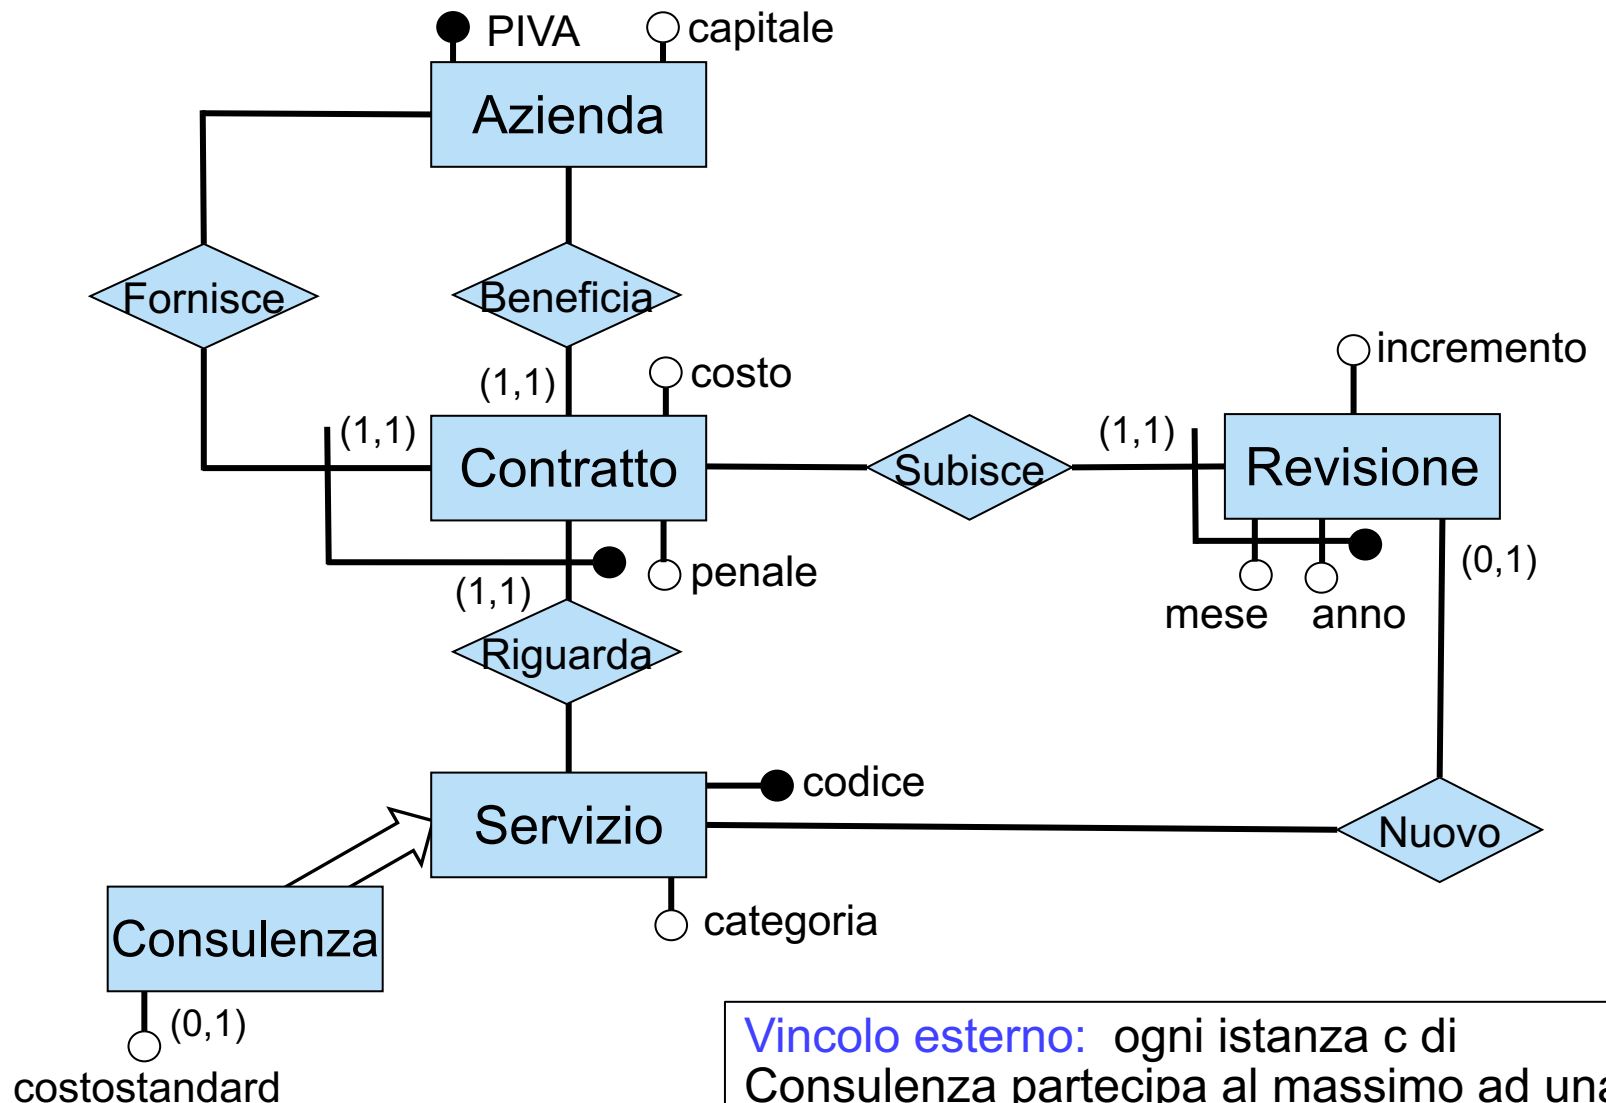 PIVA
capitale
Azienda
Fornisce
Beneficia
(1,1)
costo
incremento
(1,1)
Contratto
Subisce
(1,1)
Revisione
penale
(1,1)
mese
anno
(0,1)
Riguarda
codice
Servizio
Nuovo
categoria
Consulenza
(0,1)
costostandard
Vincolo esterno: ogni istanza c di
Consulenza partecipa al massimo ad una